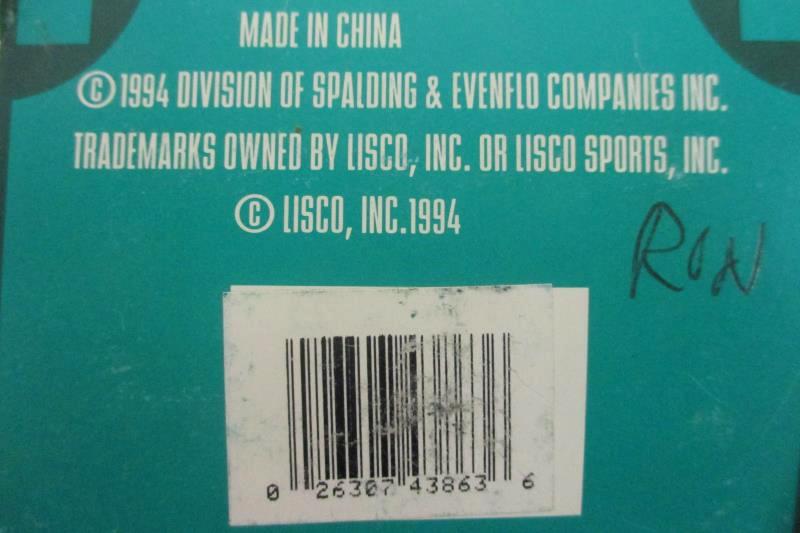 MADE IN CHINA
© 1994 DIVISION OF SPALDING & EVENFLO COMPANIES INC.
TRADEMARKS OWNED BY LISCO, INC. OR LISCO SPORTS, INC.
© LISCO, INC.1994
RON
0 26307 43863 6